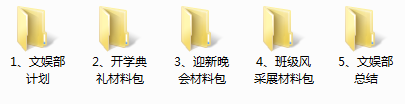 1、文娱部
计划
2、开学典
礼材料包
3、迎新晚
会材料包
4、班级风
采展材料包
5、文娱部
总结